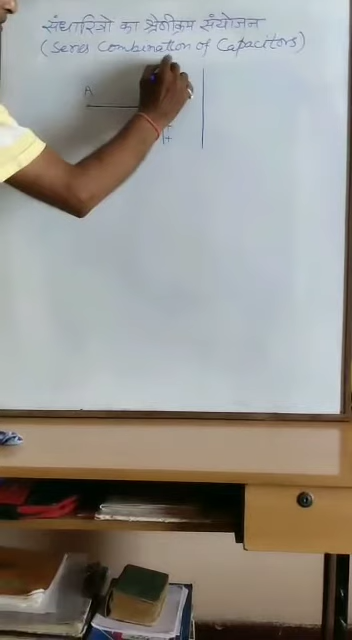 संधारित्रो का श्रेणीक्रम संयोजन
(Series Combination of Capacitors)
A